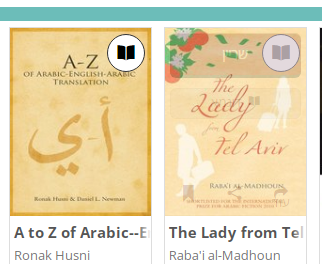 A-Z
OF ARABIC-ENGLISH-ARABIC
TRANSLATION
أ-ي
RONAK HUSNI & DANIEL L. NEWMAN
The
Lady
from
Tel Aviv
RABA'I AL-MADHOUN
A to Z of Arabic--E
Ronak Husni
The Lady from Tel
Raba'i al-Madhoun